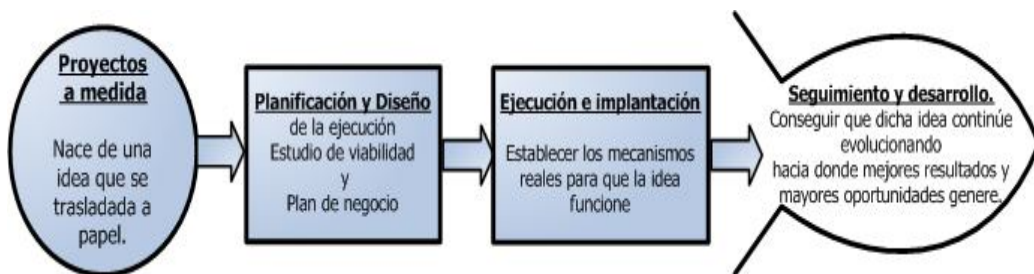 Proyectos
a medida
Nace de una
idea que se
trasladada a
papel.
Planificación y Diseño
de la ejecución
Estudio de viabilidad
y
Plan de negocio
Ejecución e implantación
Establecer los mecanismos
reales para que la idea
funcione
Seguimiento y desarrollo.
Conseguir que dicha idea continúe
evolucionando
hacia donde mejores resultados y
mayores oportunidades genere.